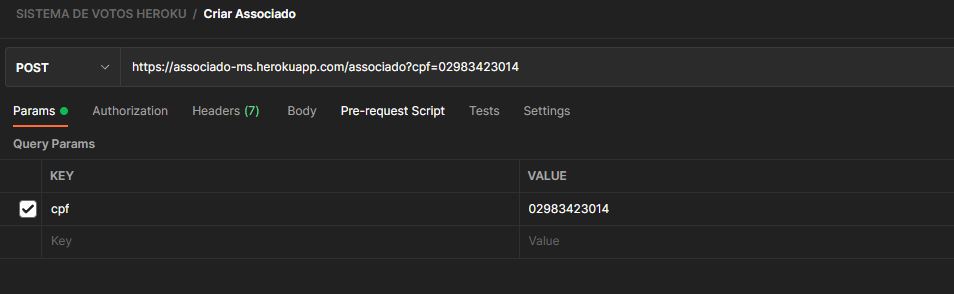 SISTEMA DE VOTOS HEROKU / Criar Associado
POST https://associado-ms.herokuapp.com/associado?cpf=02983423014
Params Authorization Headers (7) Body Pre-request Script Tests Settings
Query Params
KEY VALUE
cpf 02983423014
Key Value